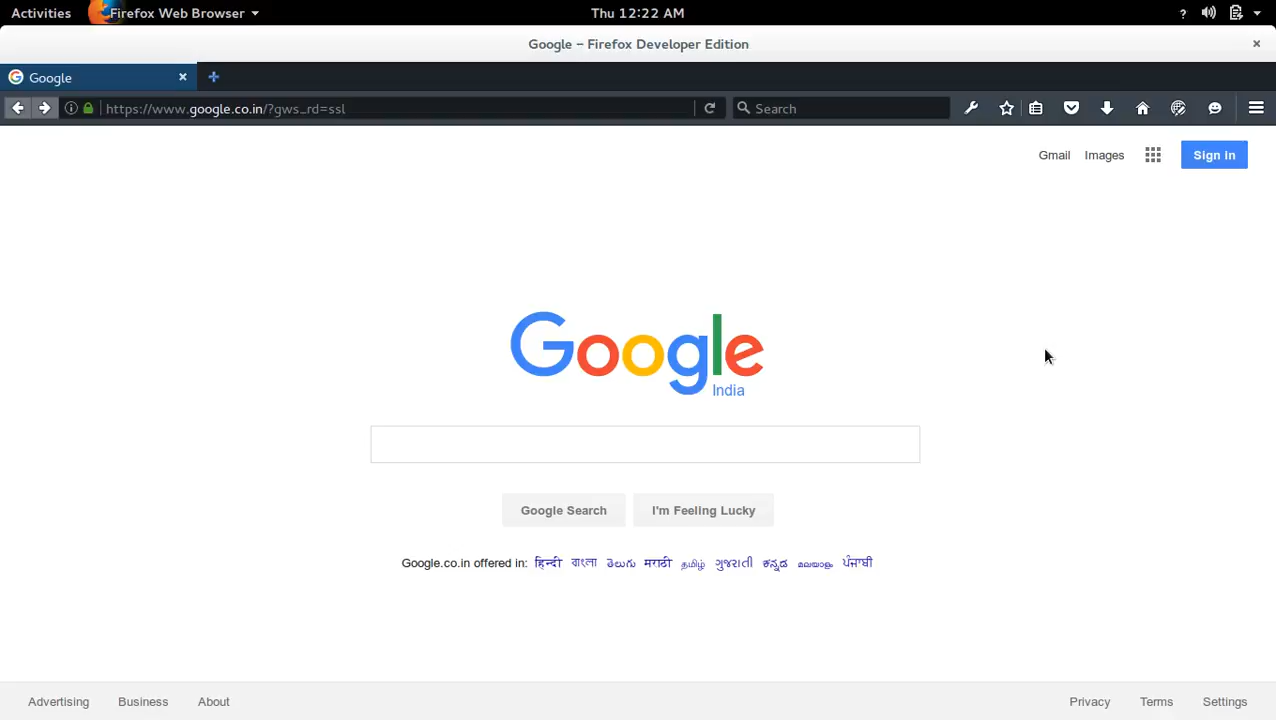 Activities Firefox Web Browser Thu 12:22 AM ?
Google – Firefox Developer Edition
Google
https://www.google.co.in/?gws_rd=ssl Search
Gmail Images Sign in
Google
India
Google Search I'm Feeling Lucky
Google.co.in offered in: हिन्दी বাংলা తెలుగు मराठी தமிழ் ગુજરાતી ಕನ್ನಡ മലയാളം ਪੰਜਾਬੀ
Advertising Business About Privacy Terms Settings